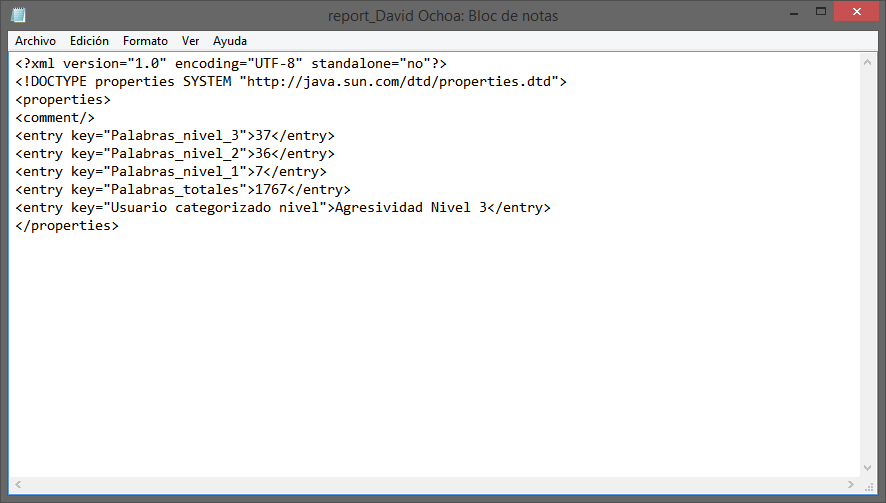 report_David Ochoa: Bloc de notas
Archivo Edición Formato Ver Ayuda
<?xml version="1.0" encoding="UTF-8" standalone="no"?>
<!DOCTYPE properties SYSTEM "http://java.sun.com/dtd/properties.dtd">
<properties>
<comment/>
<entry key="Palabras_nivel_3">37</entry>
<entry key="Palabras_nivel_2">36</entry>
<entry key="Palabras_nivel_1">7</entry>
<entry key="Palabras_totales">1767</entry>
<entry key="Usuario categorizado nivel">Agresividad Nivel 3</entry>
</properties>